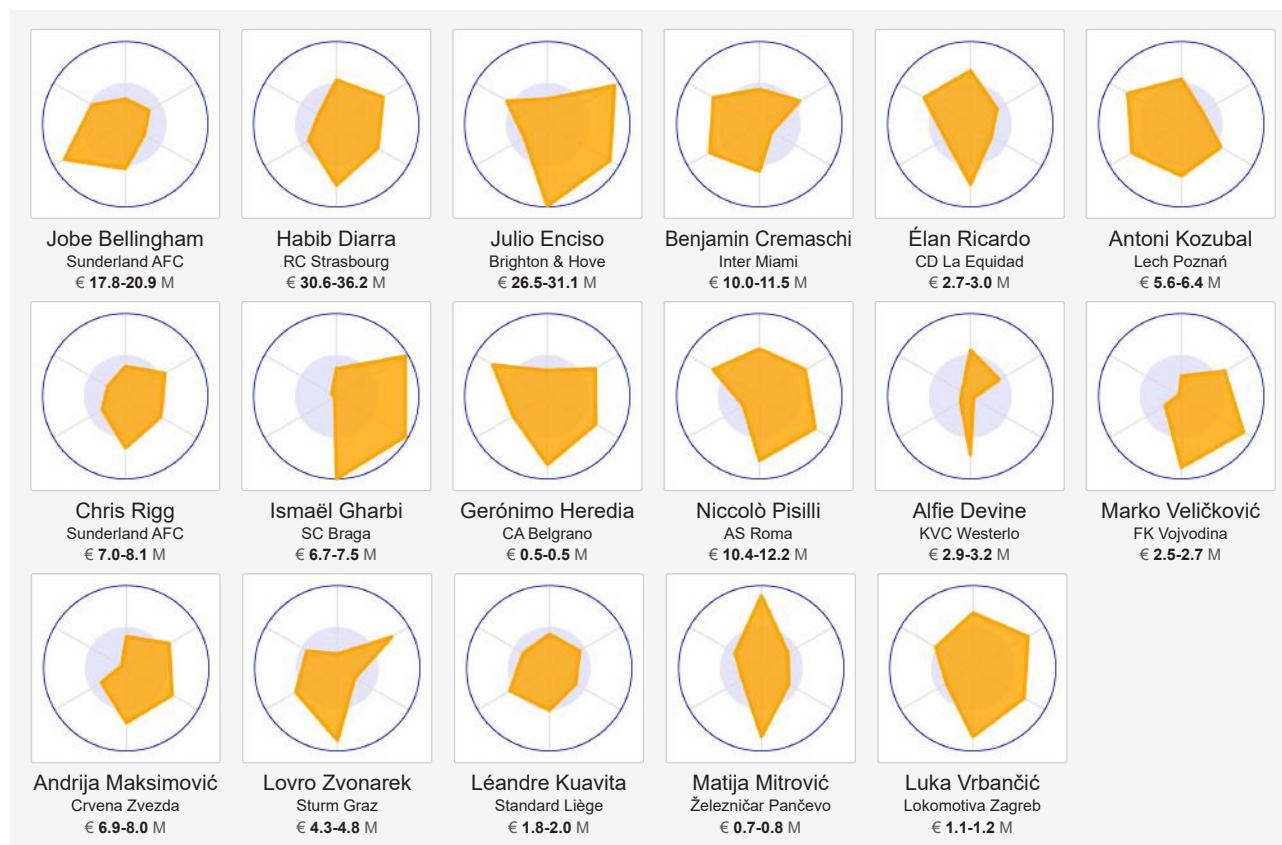 Jobe Bellingham
Sunderland AFC
€ 17.8-20.9 M
Habib Diarra
RC Strasbourg
€ 30.6-36.2 M
Julio Enciso
Brighton & Hove
€ 26.5-31.1 M
Benjamin Cremaschi
Inter Miami
€ 10.0-11.5 M
Élan Ricardo
CD La Equidad
€ 2.7-3.0 M
Antoni Kozubal
Lech Poznań
€ 5.6-6.4 M
Chris Rigg
Sunderland AFC
€ 7.0-8.1 M
Ismaël Gharbi
SC Braga
€ 6.7-7.5 M
Gerónimo Heredia
CA Belgrano
€ 0.5-0.5 M
Niccolò Pisilli
AS Roma
€ 10.4-12.2 M
Alfie Devine
KVC Westerlo
€ 2.9-3.2 M
Marko Veličković
FK Vojvodina
€ 2.5-2.7 M
Andrija Maksimović
Crvena Zvezda
€ 6.9-8.0 M
Lovro Zvonarek
Sturm Graz
€ 4.3-4.8 M
Léandre Kuavita
Standard Liège
€ 1.8-2.0 M
Matija Mitrović
Železničar Pančevo
€ 0.7-0.8 M
Luka Vrbančić
Lokomotiva Zagreb
€ 1.1-1.2 M